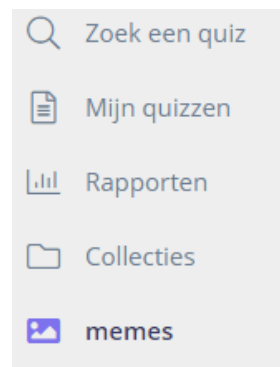 Zoek een quiz
Mijn quizzen
Rapporten
Collecties
memes